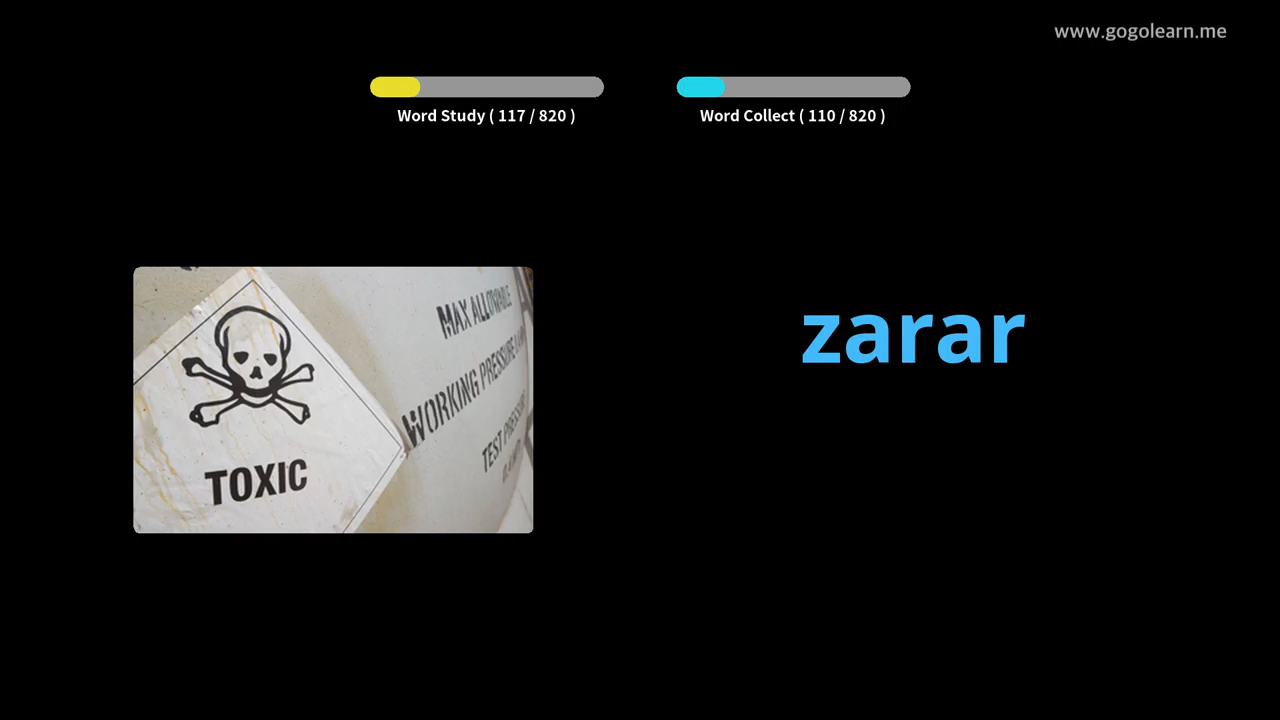 www.gogolearn.me
Word Study ( 117 / 820 )
Word Collect ( 110 / 820 )
zarar
MAX ALLOWABLE
WORKING PRESSURE
TEST PRESSURE
TOXIC